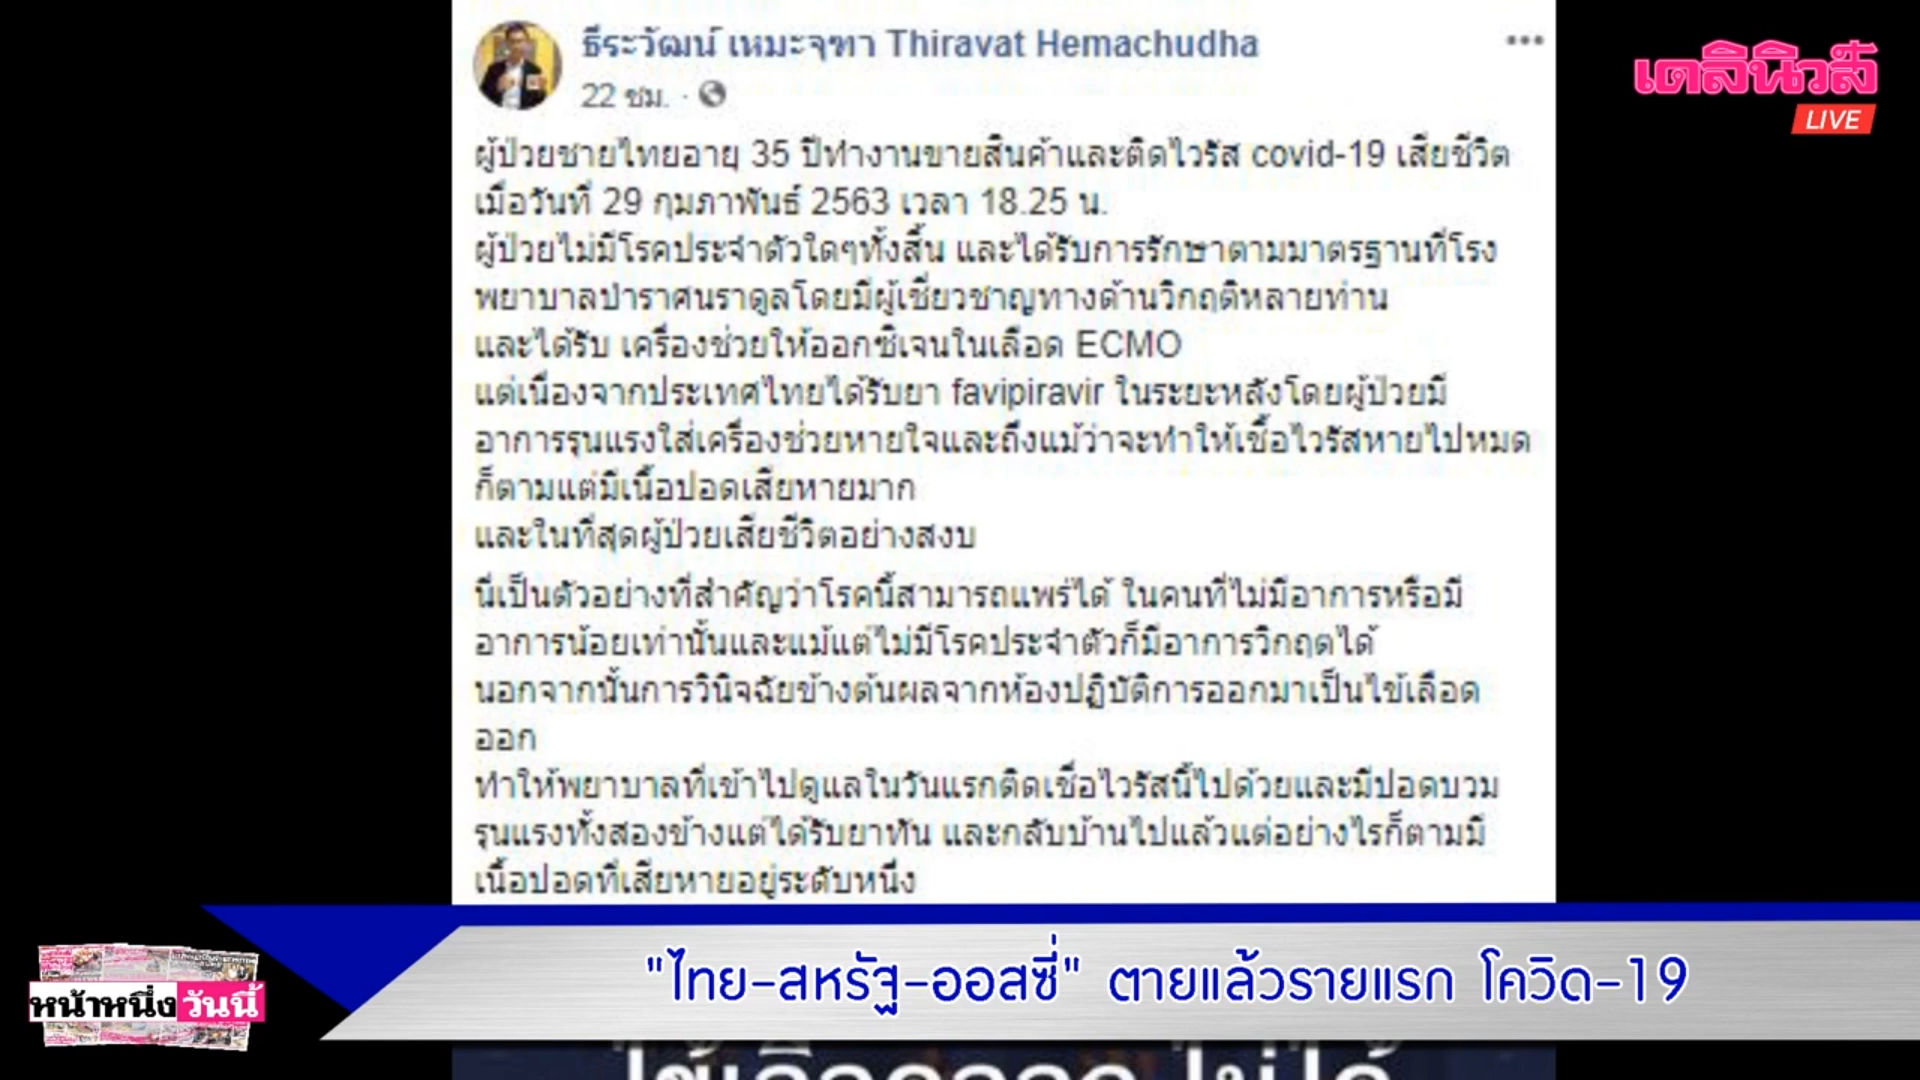 ธีระวัฒน์ เหมะจุฑา Thiravat Hemachudha
22 ชม. ·
เดลินิวส์
LIVE
ผู้ป่วยชายไทยอายุ 35 ปีทำงานขายสินค้าและติดไวรัส covid-19 เสียชีวิต
เมื่อวันที่ 29 กุมภาพันธ์ 2563 เวลา 18.25 น.
ผู้ป่วยไม่มีโรคประจำตัวใดๆทั้งสิ้น และได้รับการรักษาตามมาตรฐานที่โรง
พยาบาลบำราศนราดูลโดยมีผู้เชี่ยวชาญทางด้านวิกฤติหลายท่าน
และได้รับ เครื่องช่วยให้ออกซิเจนในเลือด ECMO
แต่เนื่องจากประเทศไทยได้รับยา favipiravir ในระยะหลังโดยผู้ป่วยมี
อาการรุนแรงใส่เครื่องช่วยหายใจและถึงแม้ว่าจะทำให้เชื้อไวรัสหายไปหมด
ก็ตามแต่มีเนื้อปอดเสียหายมาก
และในที่สุดผู้ป่วยเสียชีวิตอย่างสงบ
นี่เป็นตัวอย่างที่สำคัญว่าโรคนี้สามารถแพร่ได้ ในคนที่ไม่มีอาการหรือมี
อาการน้อยเท่านั้นและแม้แต่ไม่มีโรคประจำตัวก็มีอาการวิกฤตได้
นอกจากนั้นการวินิจฉัยข้างต้นผลจากห้องปฏิบัติการออกมาเป็นไข้เลือด
ออก
ทำให้พยาบาลที่เข้าไปดูแลในวันแรกติดเชื้อไวรัสนี้ไปด้วยและมีปอดบวม
รุนแรงทั้งสองข้างแต่ได้รับยาทัน และกลับบ้านไปแล้วแต่อย่างไรก็ตามมี
เนื้อปอดที่เสียหายอยู่ระดับหนึ่ง
"ไทย-สหรัฐ-ออสซี่" ตายแล้วรายแรก โควิด-19
หน้าหนึ่งวันนี้